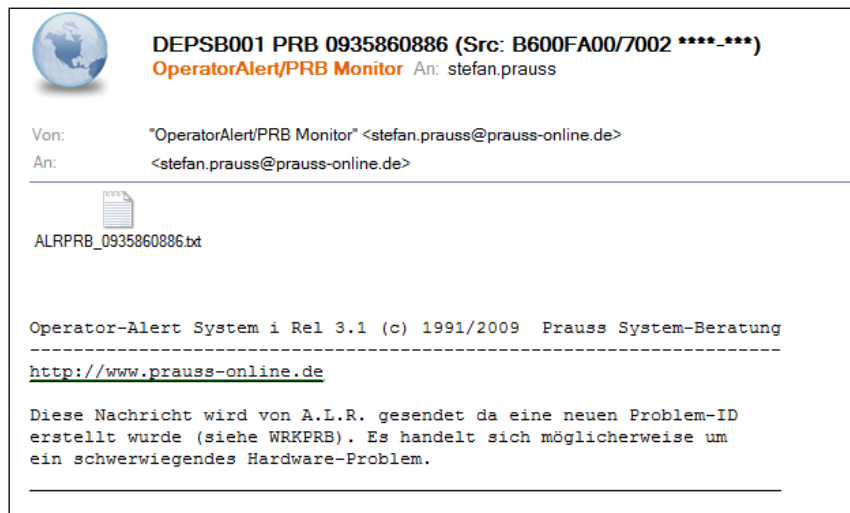 DEPSB001 PRB 0935860886 (Src: B600FA00/7002 ****-***)
OperatorAlert/PRB Monitor An: stefan.prauss
Von: "OperatorAlert/PRB Monitor" <stefan.prauss@prauss-online.de>
An: <stefan.prauss@prauss-online.de>
ALRPRB_0935860886.txt
Operator-Alert System i Rel 3.1 (c) 1991/2009 Prauss System-Beratung
--------------------------------------------------------------------
http://www.prauss-online.de
Diese Nachricht wird von A.L.R. gesendet da eine neuen Problem-ID
erstellt wurde (siehe WRKPRB). Es handelt sich möglicherweise um
ein schwerwiegendes Hardware-Problem.